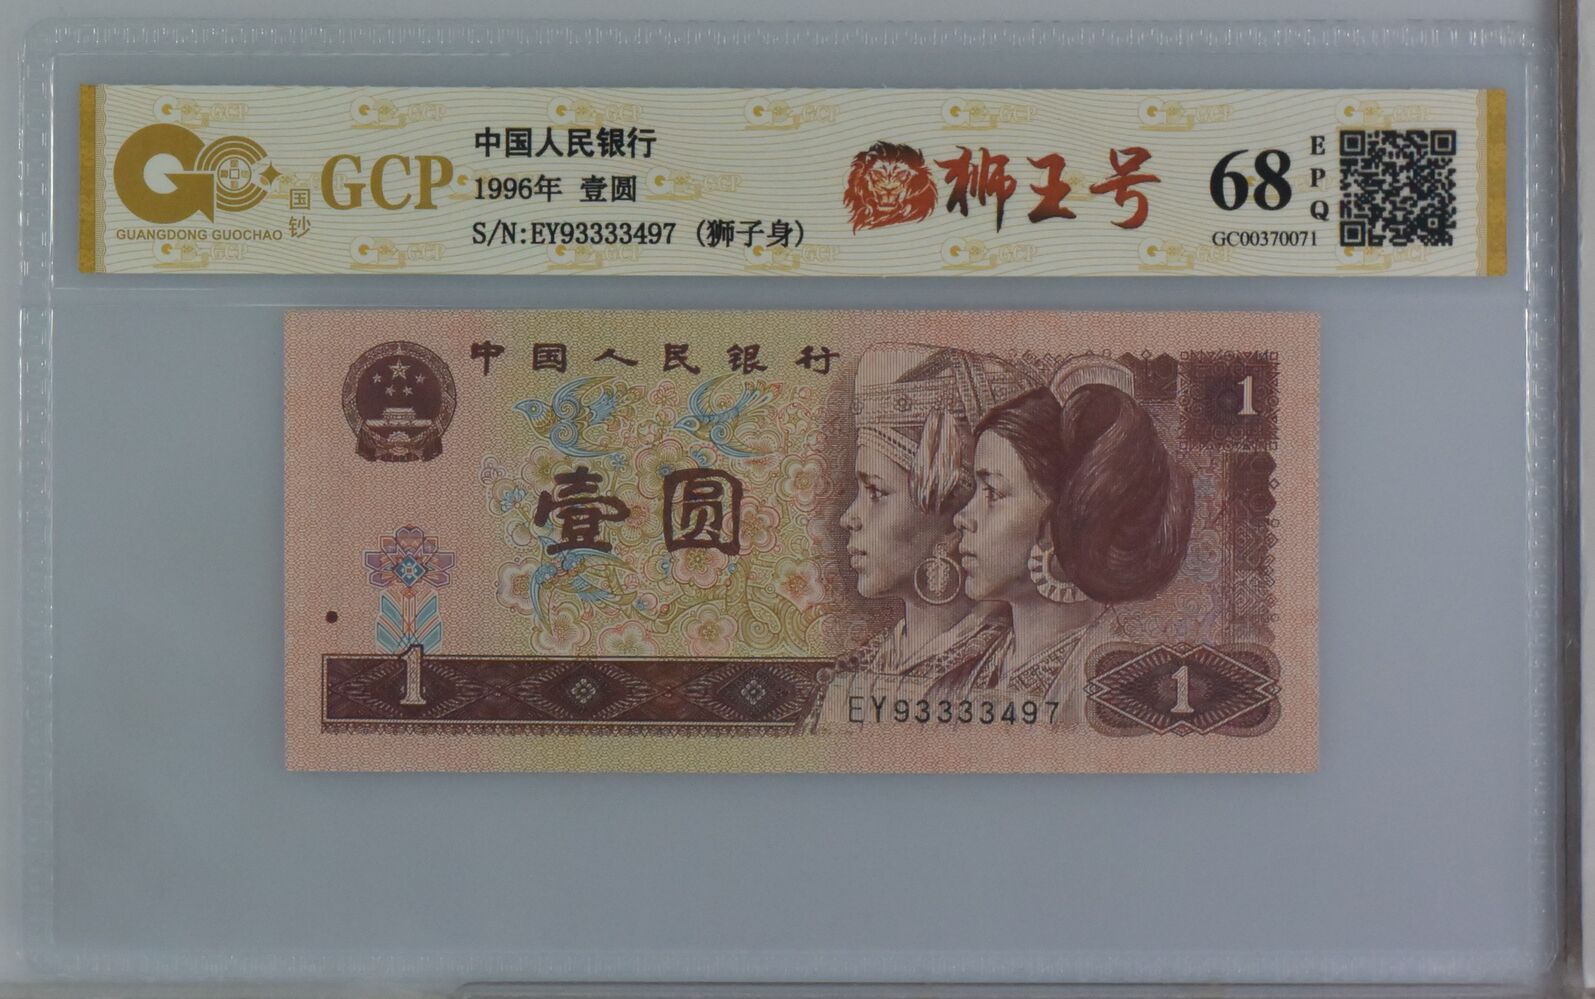 GUANGDONG GUOCHAO
国钞
GCP
中国人民银行
1996年 壹圆
S/N:EY93333497 (狮子身)
狮王号
68
EPQ
GC00370071
中国人民银行
1
壹圆
1
EY93333497
1